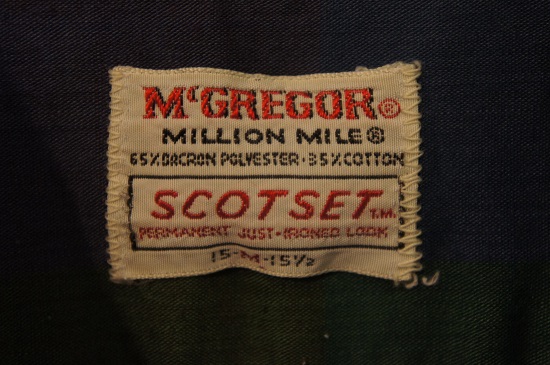 McGREGOR®
MILLION MILE®
65% DACRON POLYESTER · 35% COTTON
SCOTSET T.M.
PERMANENT JUST-IRONED LOOK
15-M-15½